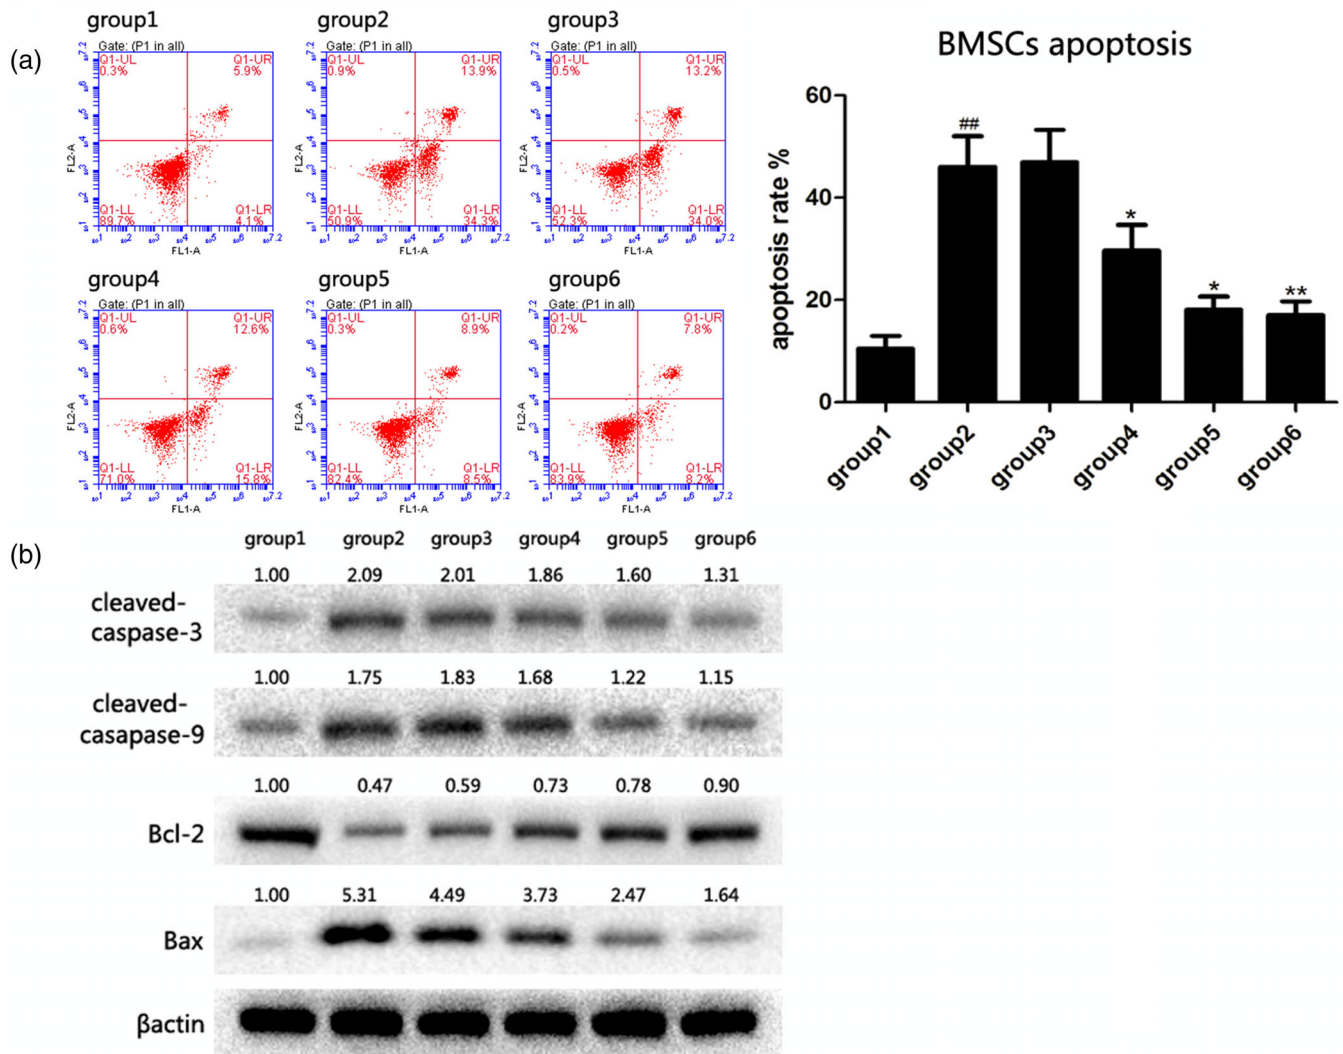 (a)
group1
Gate: (P1 in all)
Q1-UL Q1-UR
0.3% 5.9%
Q1-LL Q1-LR
89.7% 4.1%
FL2-A
FL1-A
group2
Gate: (P1 in all)
Q1-UL Q1-UR
0.9% 13.9%
Q1-LL Q1-LR
50.9% 34.3%
FL2-A
FL1-A
group3
Gate: (P1 in all)
Q1-UL Q1-UR
0.5% 13.2%
Q1-LL Q1-LR
52.3% 34.0%
FL2-A
FL1-A
group4
Gate: (P1 in all)
Q1-UL Q1-UR
0.6% 12.6%
Q1-LL Q1-LR
71.0% 15.8%
FL2-A
FL1-A
group5
Gate: (P1 in all)
Q1-UL Q1-UR
0.3% 8.9%
Q1-LL Q1-LR
82.4% 8.5%
FL2-A
FL1-A
group6
Gate: (P1 in all)
Q1-UL Q1-UR
0.2% 7.8%
Q1-LL Q1-LR
83.9% 8.2%
FL2-A
FL1-A
BMSCs apoptosis
apoptosis rate %
60
40
20
0
##
*
*
**
group1
group2
group3
group4
group5
group6
(b)
group1 group2 group3 group4 group5 group6
1.00 2.09 2.01 1.86 1.60 1.31
cleaved-
caspase-3
1.00 1.75 1.83 1.68 1.22 1.15
cleaved-
casapase-9
1.00 0.47 0.59 0.73 0.78 0.90
Bcl-2
1.00 5.31 4.49 3.73 2.47 1.64
Bax
βactin